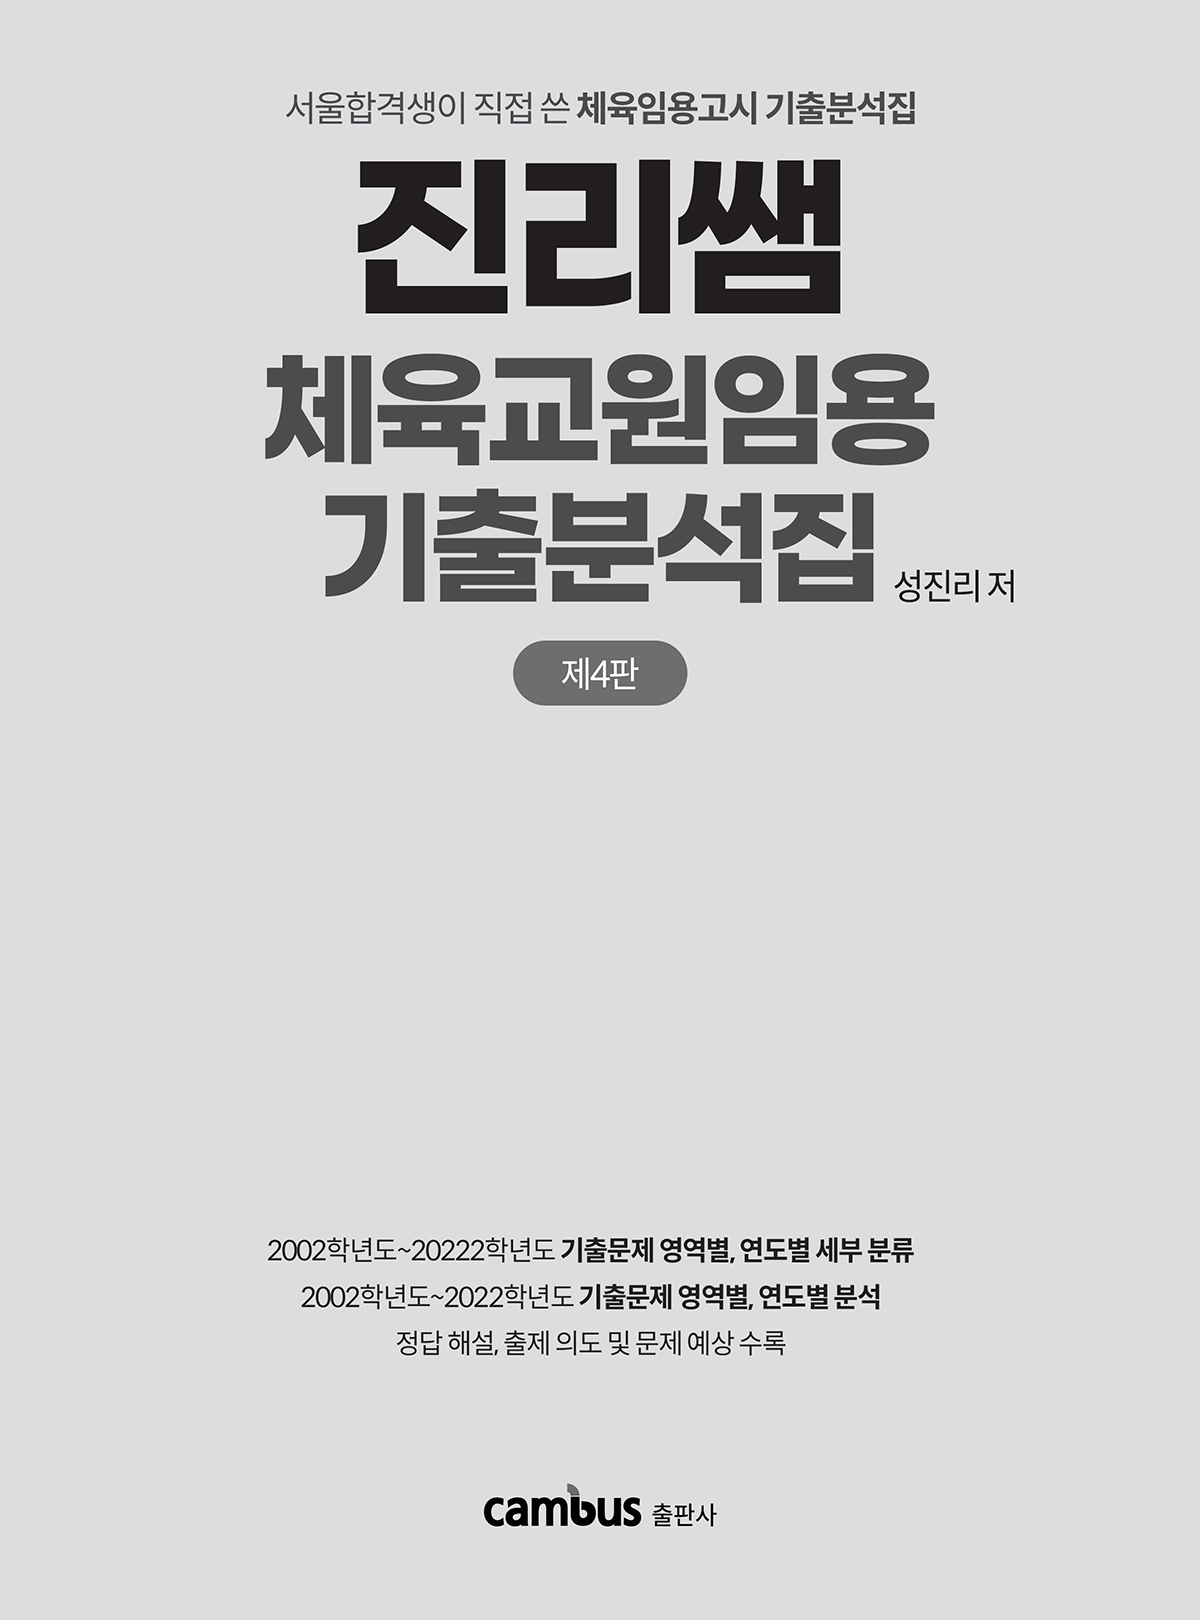 서울합격생이 직접 쓴 체육임용고시 기출분석집
진리쌤
체육교원임용
기출분석집 성진리 저
제4판
2002학년도~20222학년도 기출문제 영역별, 연도별 세부 분류
2002학년도~2022학년도 기출문제 영역별, 연도별 분석
정답 해설, 출제 의도 및 문제 예상 수록
cambus 출판사